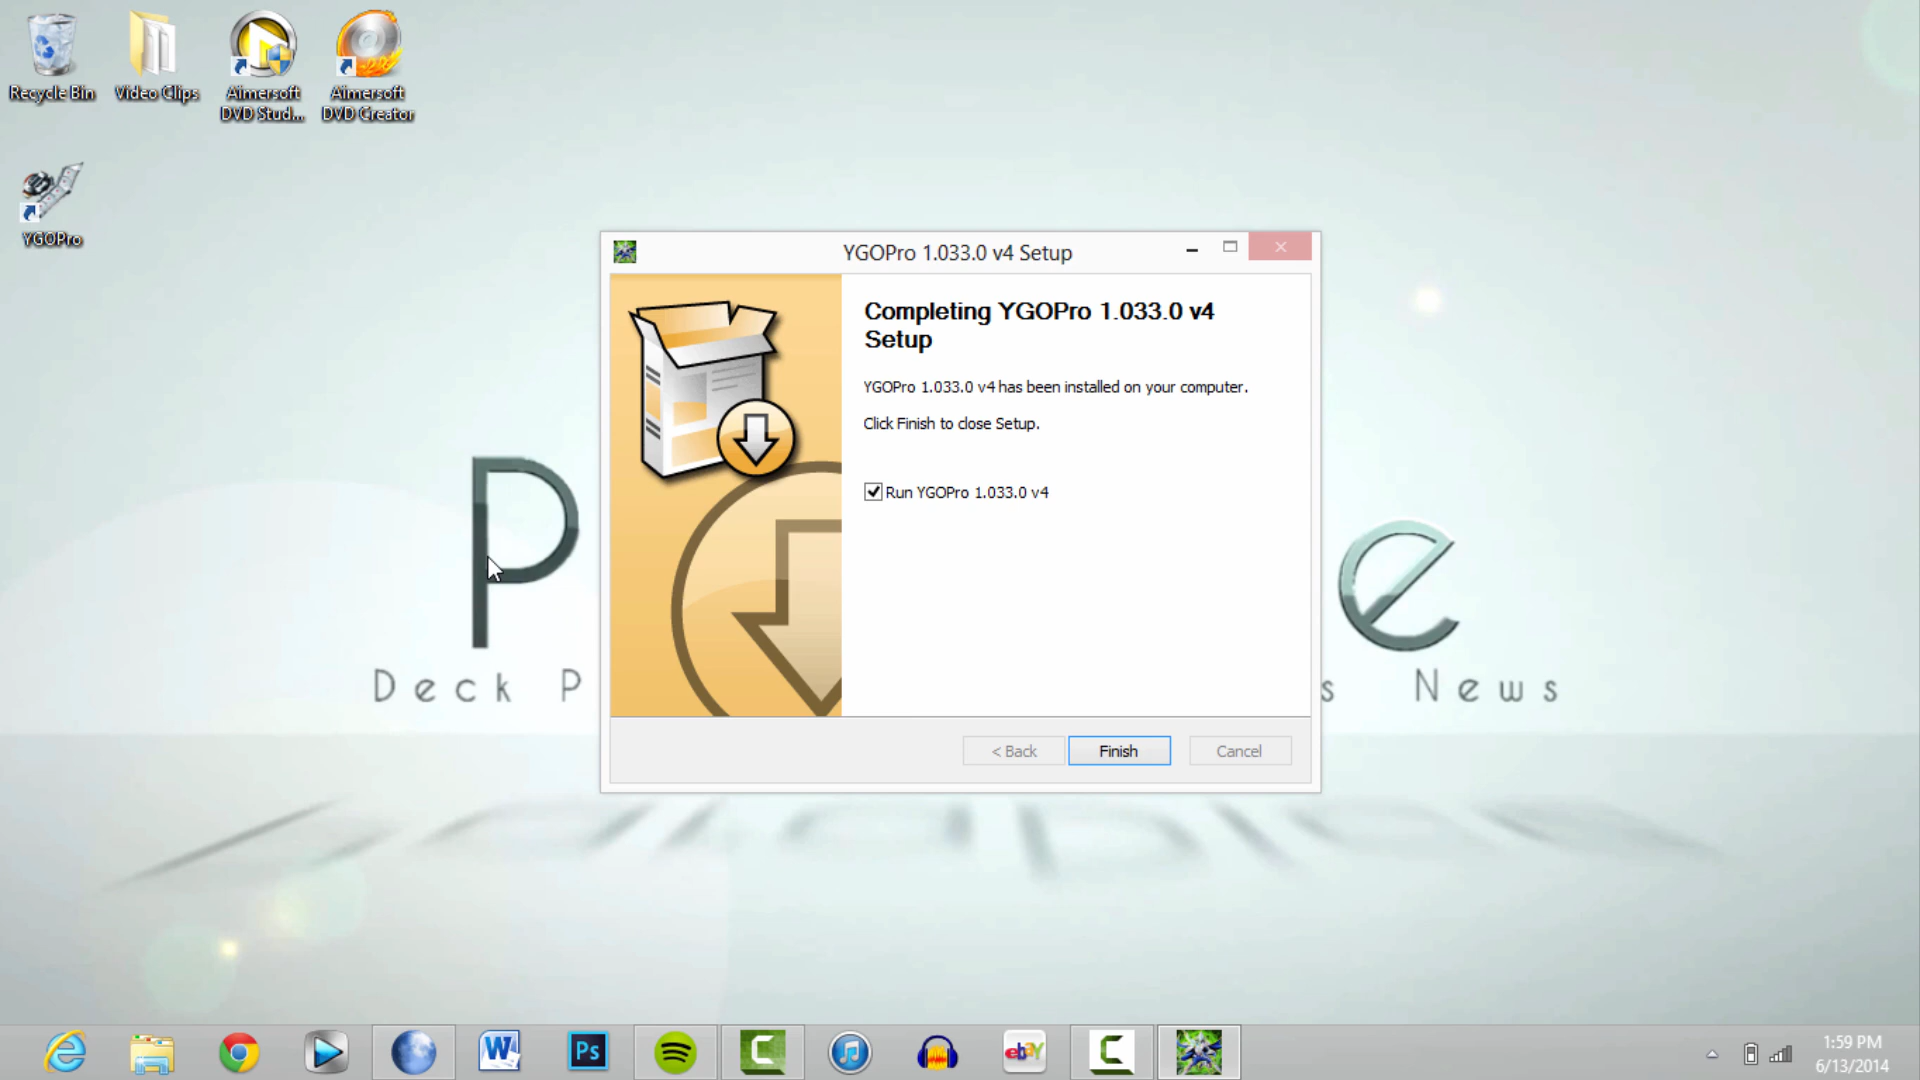 Recycle Bin
Video Clips
Aimersoft
DVD Stud...
Aimersoft
DVD Creator
YGOPro
YGOPro 1.033.0 v4 Setup
Completing YGOPro 1.033.0 v4
Setup
YGOPro 1.033.0 v4 has been installed on your computer.
Click Finish to close Setup.
Run YGOPro 1.033.0 v4
< Back
Finish
Cancel
P
e
Deck P
s News
W
Ps
ebay
1:59 PM
6/13/2014